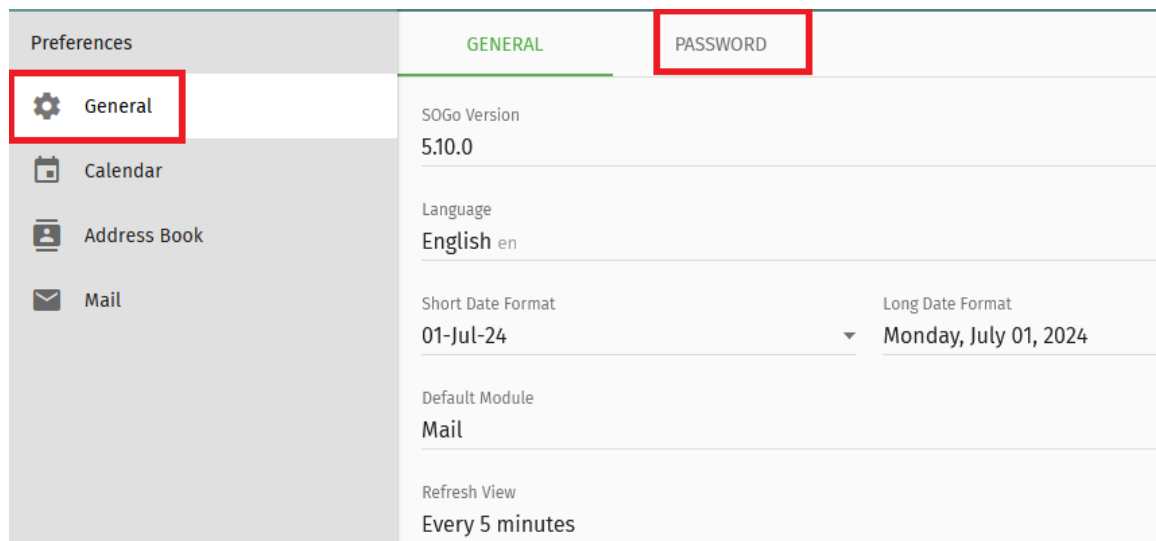 Preferences
General
Calendar
Address Book
Mail
GENERAL PASSWORD
SOGo Version
5.10.0
Language
English en
Short Date Format Long Date Format
01-Jul-24 Monday, July 01, 2024
Default Module
Mail
Refresh View
Every 5 minutes